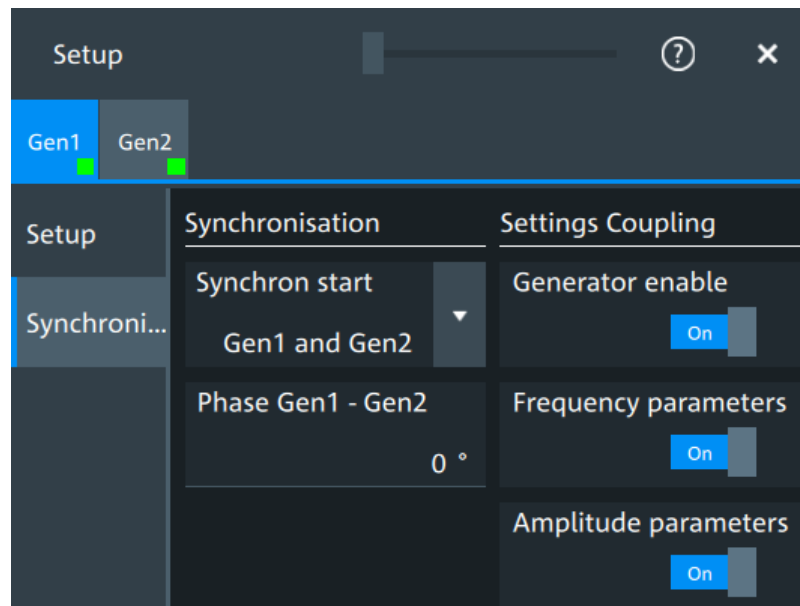 Setup
?
×
Gen1
Gen2
Setup
Synchroni...
Synchronisation
Synchron start
Gen1 and Gen2
Phase Gen1 - Gen2
0 °
Settings Coupling
Generator enable
On
Frequency parameters
On
Amplitude parameters
On